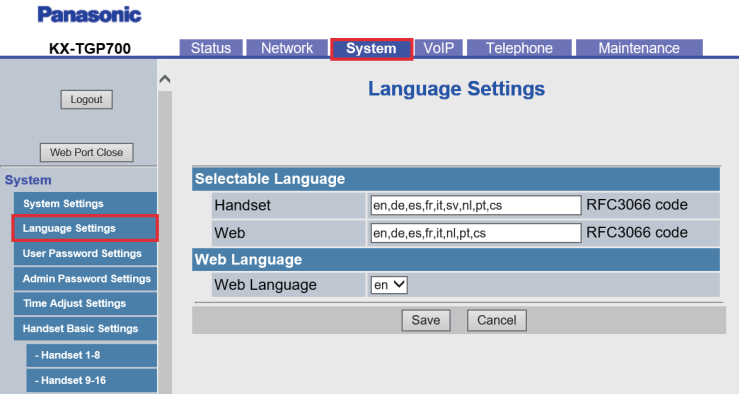 Panasonic
KX-TGP700
Status Network System VoIP Telephone Maintenance
Logout
Web Port Close
System
System Settings
Language Settings
User Password Settings
Admin Password Settings
Time Adjust Settings
Handset Basic Settings
- Handset 1-8
- Handset 9-16
Language Settings
Selectable Language
Handset en,de,es,fr,it,sv,nl,pt,cs RFC3066 code
Web en,de,es,fr,it,nl,pt,cs RFC3066 code
Web Language
Web Language en
Save Cancel